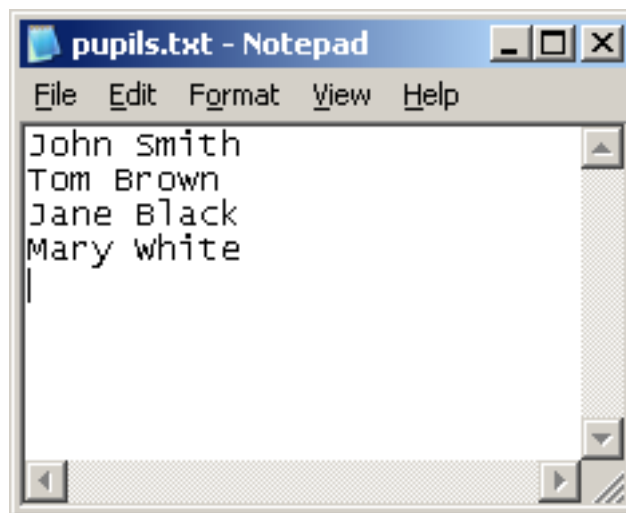 pupils.txt - Notepad
File Edit Format View Help
John Smith
Tom Brown
Jane Black
Mary White